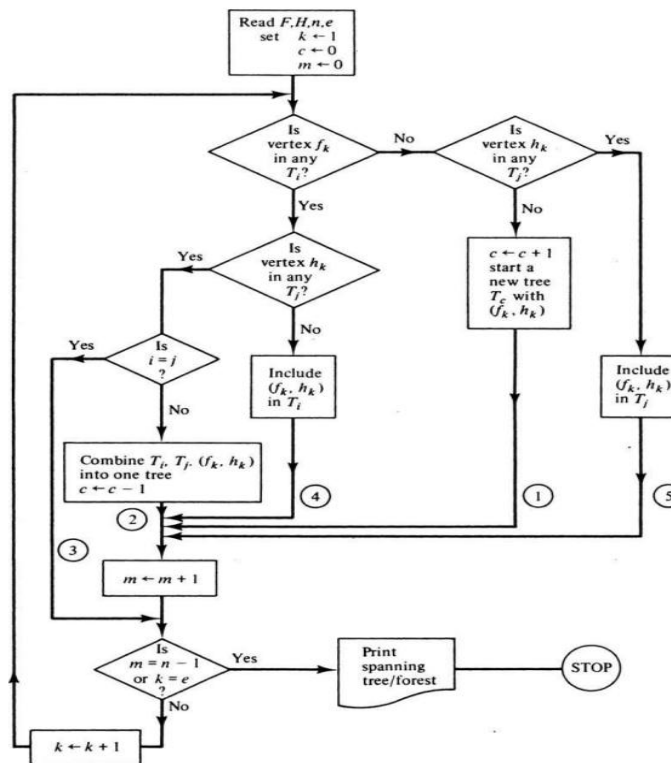 Read F,H,n,e
set k ← 1
c ← 0
m ← 0
Is
vertex f_k
in any
T_i?
No
Is
vertex h_k
in any
T_j?
Yes
Yes
No
Is
vertex h_k
in any
T_j?
Yes
c ← c + 1
start a
new tree
T_c with
(f_k, h_k)
No
Is
i = j
?
Yes
Include
(f_k, h_k)
in T_i
Include
(f_k, h_k)
in T_j
No
Combine T_i, T_j, (f_k, h_k)
into one tree
c ← c − 1
4
1
5
2
3
m ← m + 1
Is
m = n − 1
or k = e
?
Yes
Print
spanning
tree/forest
STOP
No
k ← k + 1